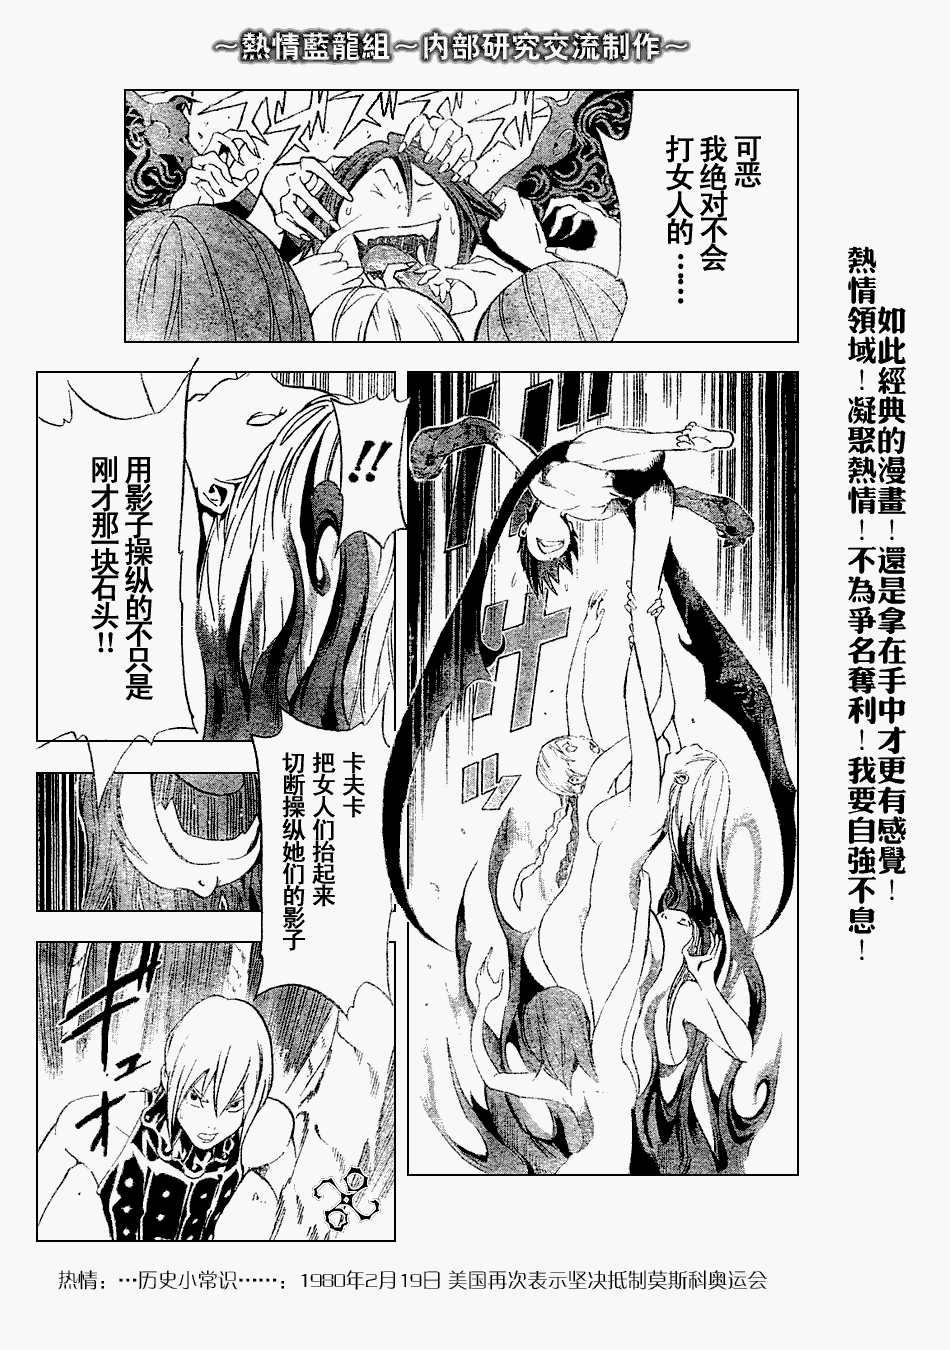 ～熱情藍龍組～内部研究交流制作～
可恶
我绝对不会
打女人的……
如此經典的漫畫！還是拿在手中才更有感覺！
熱情領域！凝聚熱情！不為爭名奪利！我要自強不息！
!!
用影子操纵的不只是
刚才那一块石头!!
卡夫卡
把女人们抬起来
切断操纵她们的影子
热情：…历史小常识……：1980年2月19日 美国再次表示坚决抵制莫斯科奥运会